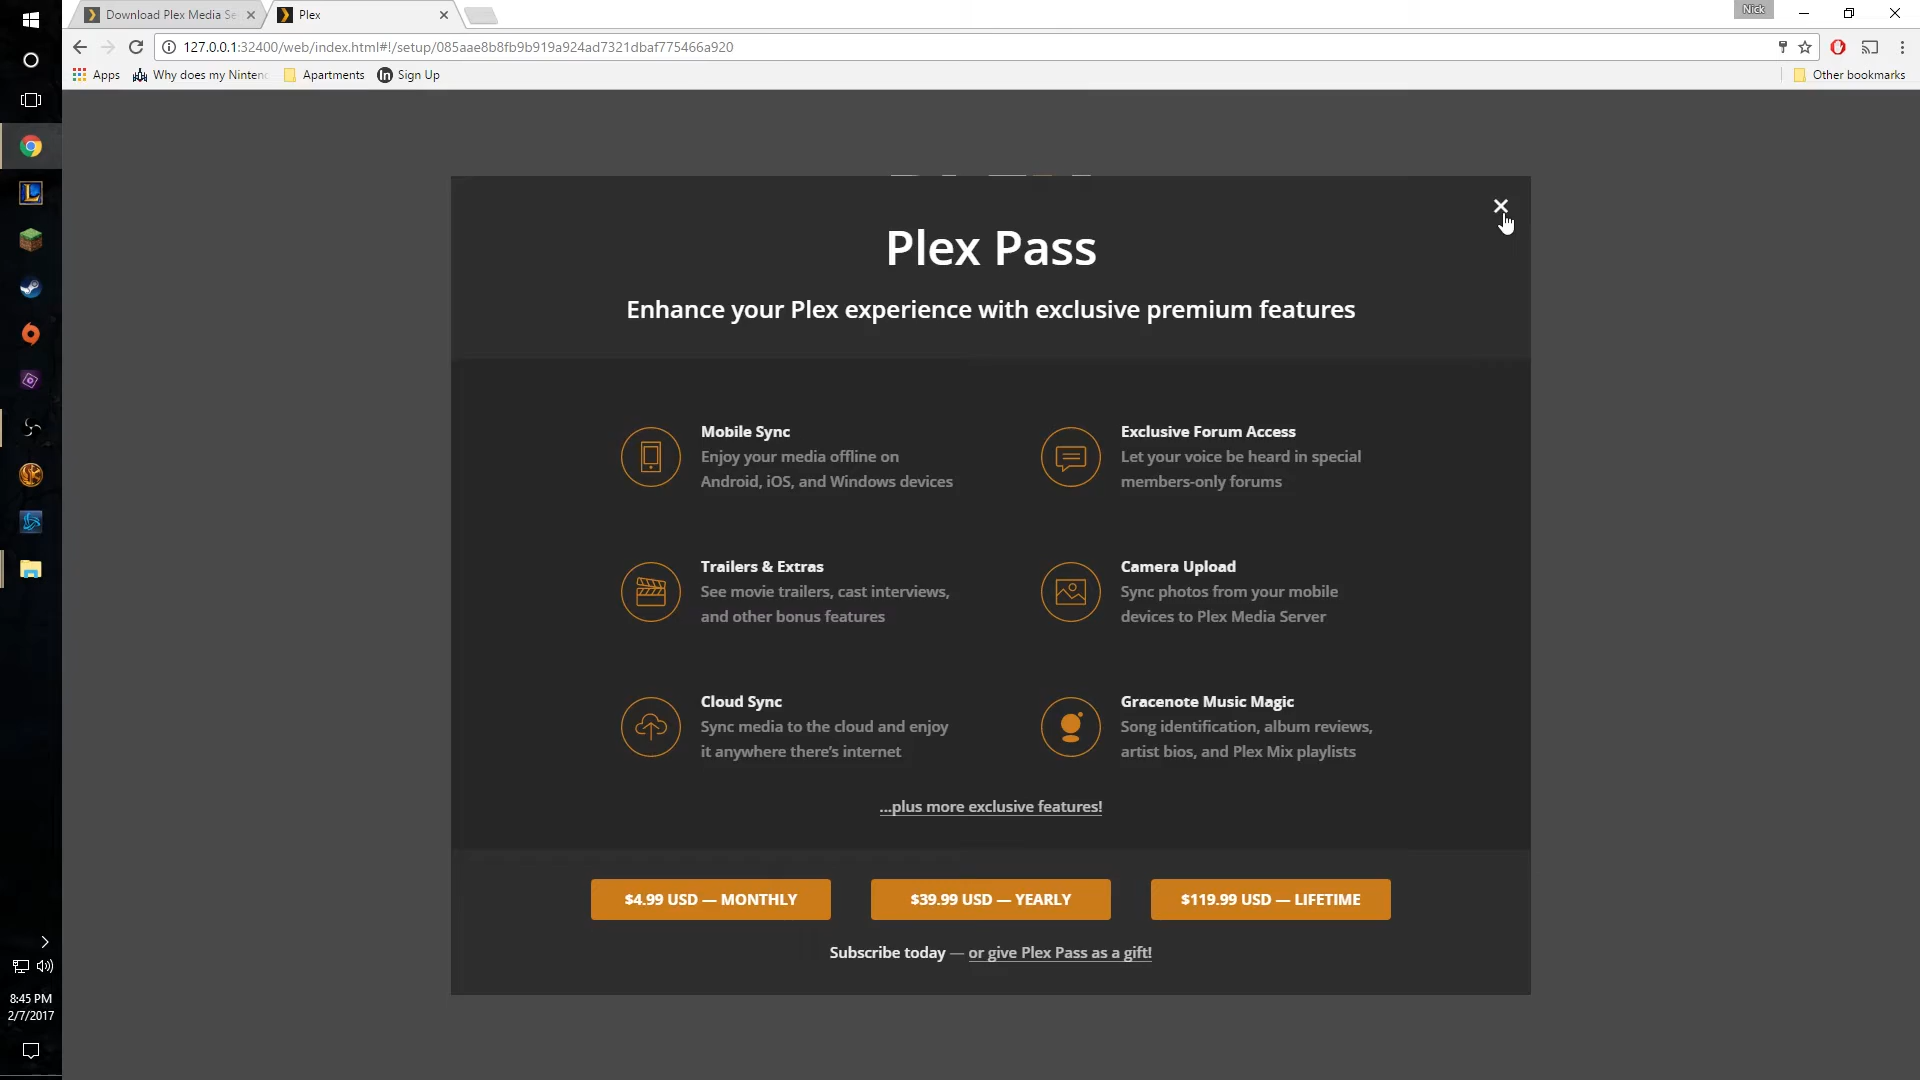 Download Plex Media Se
Plex
Nick
127.0.0.1:32400/web/index.html#!/setup/085aae8b8fb9b919a924ad7321dbaf775466a920
Apps
Why does my Ninten
Apartments
in
Sign Up
Other bookmarks
Plex Pass
Enhance your Plex experience with exclusive premium features
Mobile Sync
Enjoy your media offline on
Android, iOS, and Windows devices
Exclusive Forum Access
Let your voice be heard in special
members-only forums
Trailers & Extras
See movie trailers, cast interviews,
and other bonus features
Camera Upload
Sync photos from your mobile
devices to Plex Media Server
Cloud Sync
Sync media to the cloud and enjoy
it anywhere there's internet
Gracenote Music Magic
Song identification, album reviews,
artist bios, and Plex Mix playlists
...plus more exclusive features!
$4.99 USD — MONTHLY
$39.99 USD — YEARLY
$119.99 USD — LIFETIME
Subscribe today — or give Plex Pass as a gift!
L
8:45 PM
2/7/2017